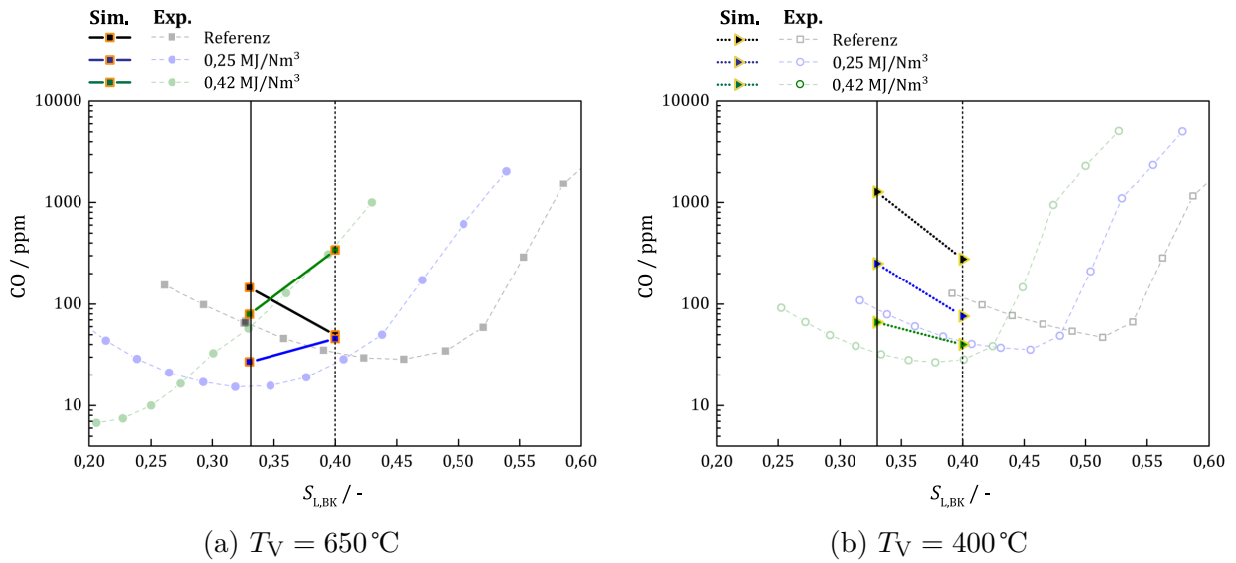 Sim. Exp.
Referenz
0,25 MJ/Nm³
0,42 MJ/Nm³
10000
1000
100
10
CO / ppm
0,20 0,25 0,30 0,35 0,40 0,45 0,50 0,55 0,60
S_L,BK / -
(a) T_V = 650 °C
Sim. Exp.
Referenz
0,25 MJ/Nm³
0,42 MJ/Nm³
10000
1000
100
10
CO / ppm
0,20 0,25 0,30 0,35 0,40 0,45 0,50 0,55 0,60
S_L,BK / -
(b) T_V = 400 °C